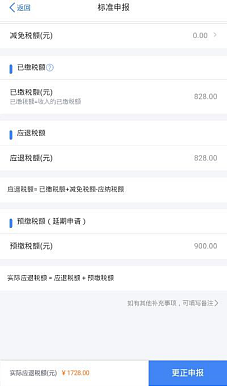 返回
标准申报
减免税额(元) 0.00
已缴税额
已缴税额(元) 828.00
已缴税额=收入的已缴税额
应退税额
应退税额(元) 828.00
应退税额= 已缴税额+减免税额-应纳税额
预缴税额（延期申请）
预缴税额(元) 900.00
实际应退税额 = 应退税额 + 预缴税额
如有其他补充事项，可填写备注
实际应退税额(元) ￥1728.00
更正申报